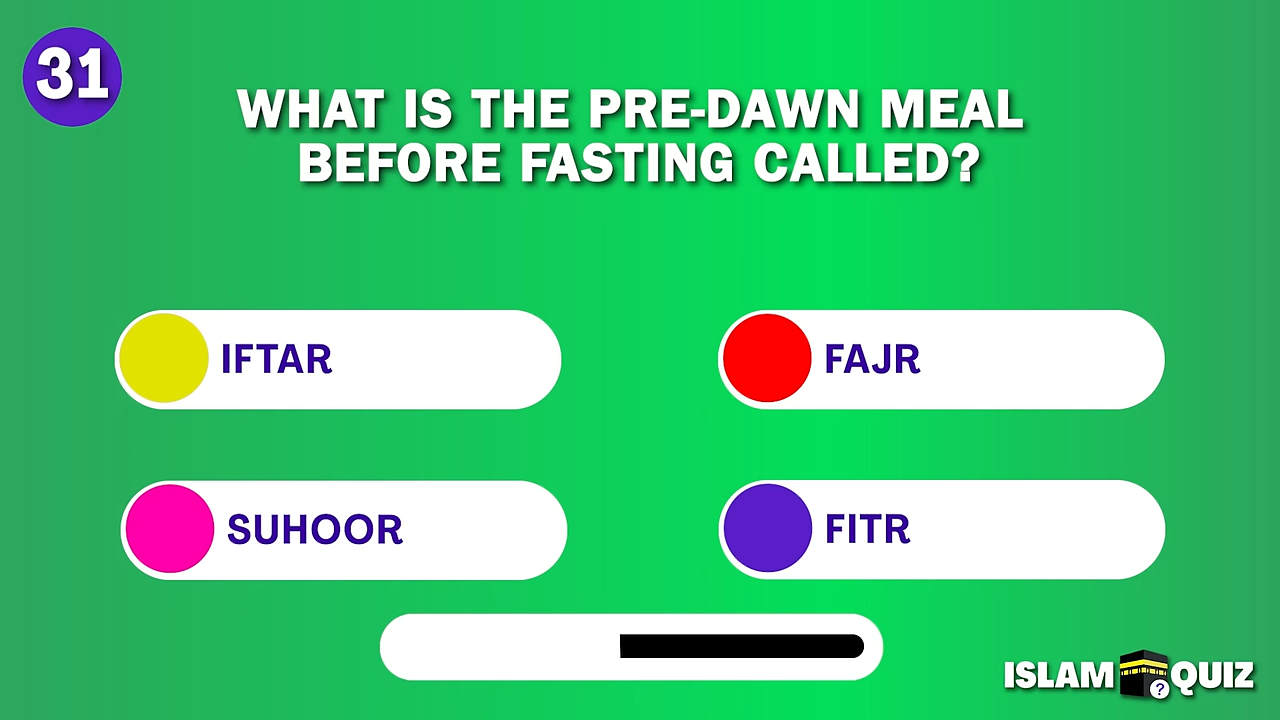 31
WHAT IS THE PRE-DAWN MEAL
BEFORE FASTING CALLED?
IFTAR
FAJR
SUHOOR
FITR
ISLAM ? QUIZ